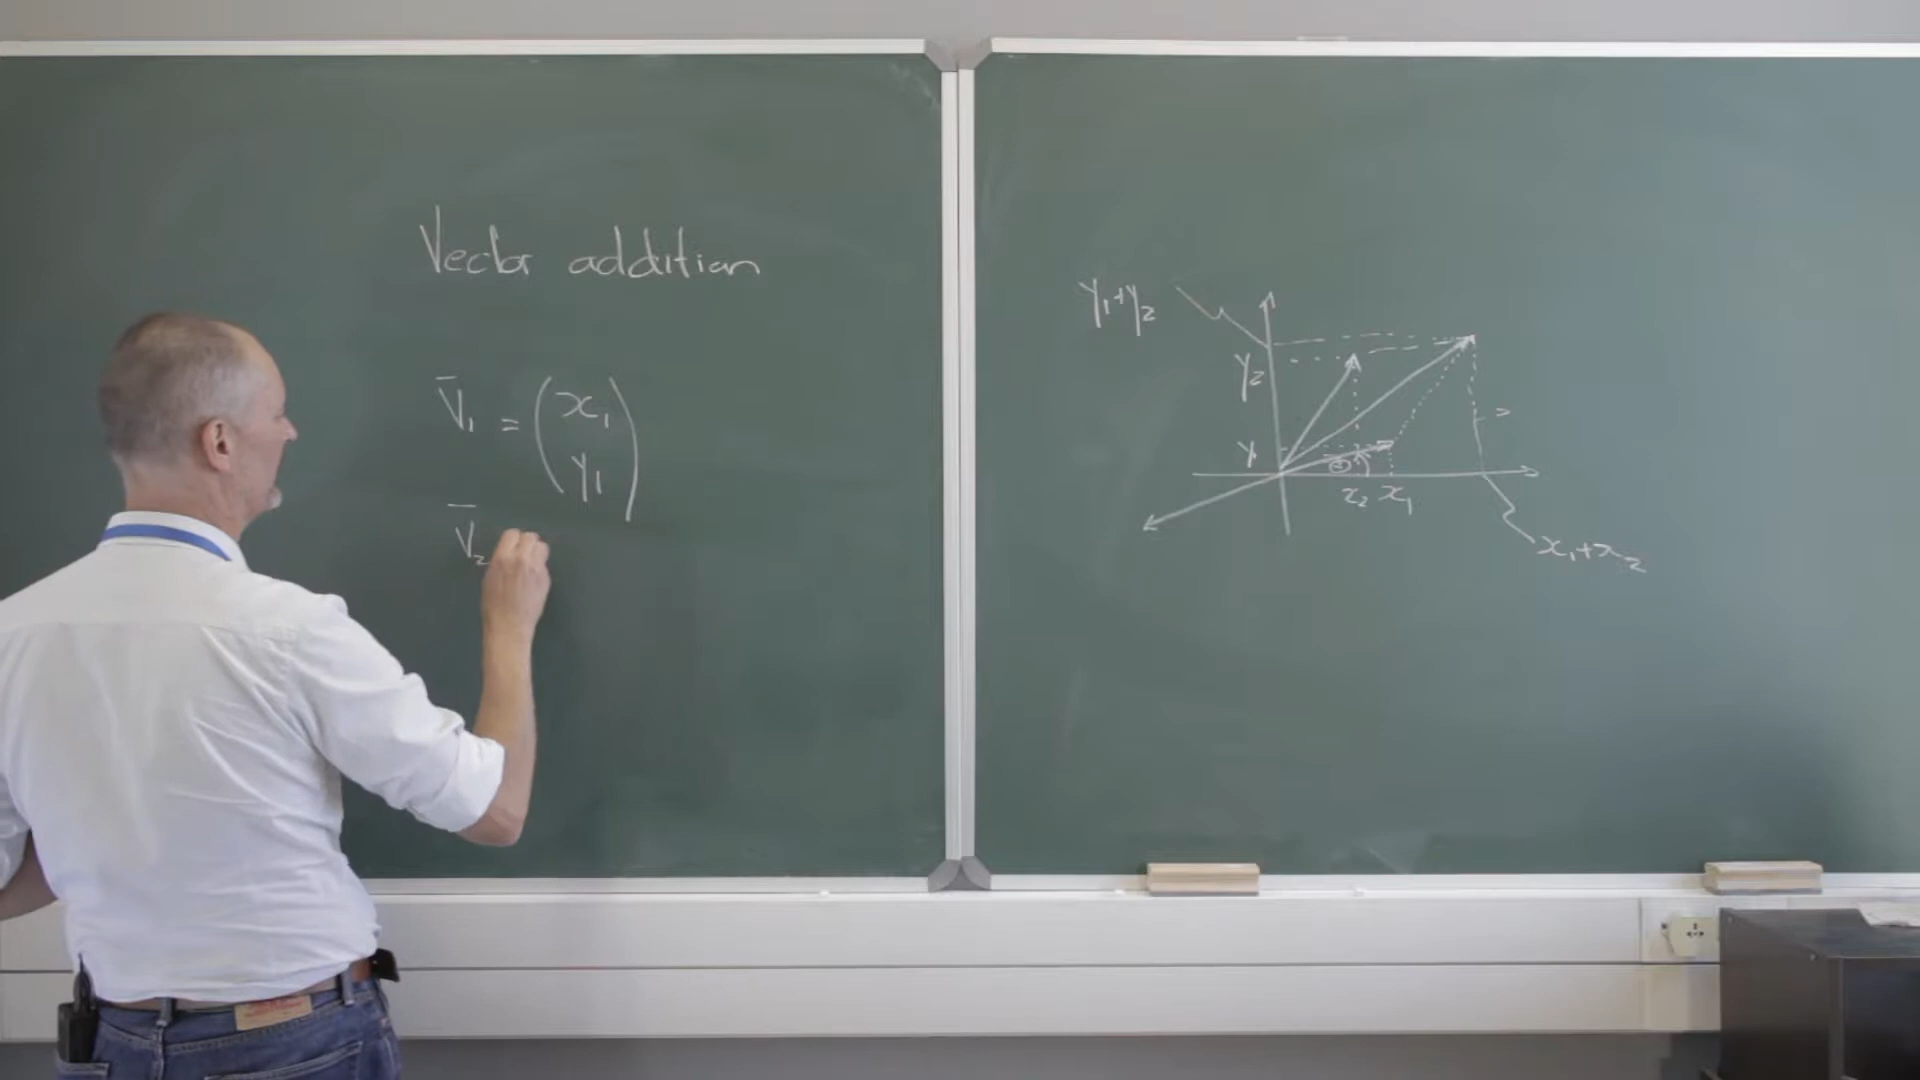 Vector addition
V̅₁ = (x₁
y₁)
V̅₂
y₁+y₂
y₂
y₁
Θ
x₂ x₁
x₁+x₂